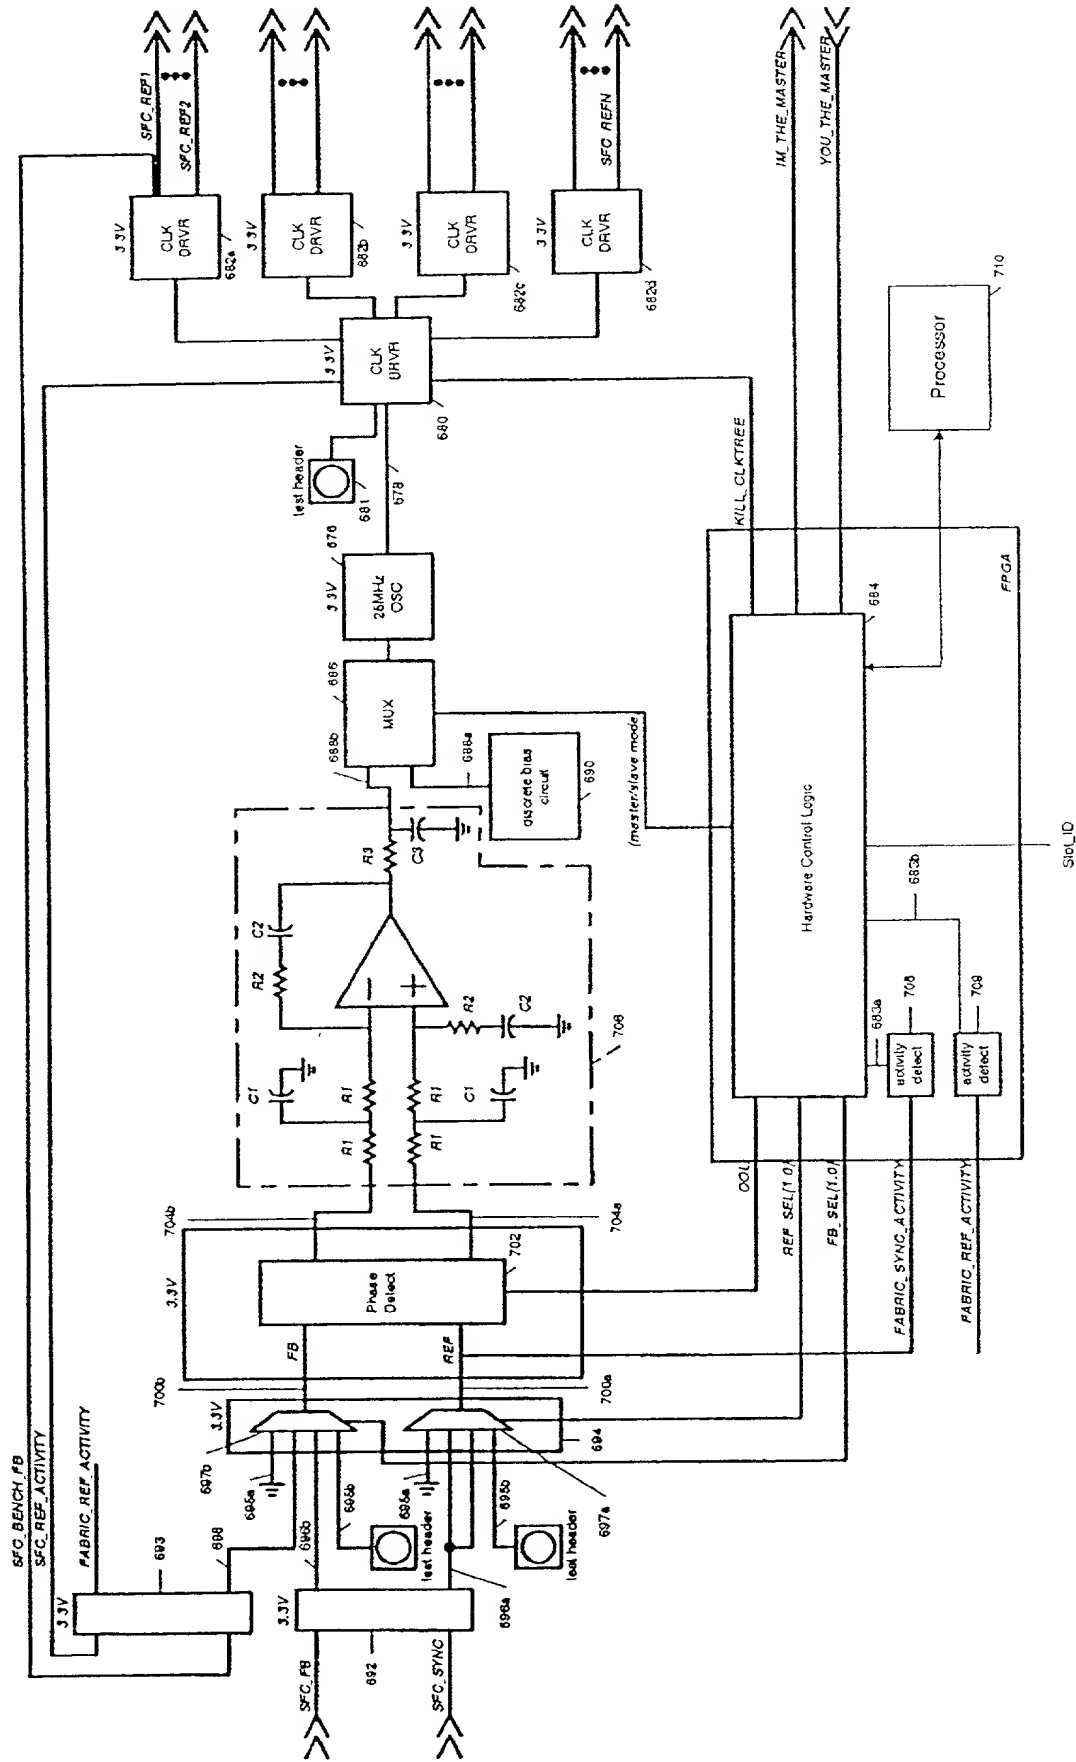 SFC_REF1
SFC_REF2
SFC_REFN
IM_THE_MASTER
YOU_THE_MASTER
3.3V
CLK
DRVR
682a
3.3V
CLK
DRVR
682b
3.3V
CLK
DRVR
682c
3.3V
CLK
DRVR
682d
3.3V
CLK
DRVR
680
test header
681
678
KILL_CLKTREE
Processor
710
676
3.3V
OSC
686
MUX
688b
688a
discrete bias
circuit
690
(master/slave mode)
FPGA
684
Hardware Control Logic
Slot_ID
683b
683a
activity
detect
708
activity
detect
709
R3
C3
C2
R2
R2
C2
C1
R1
R1
R1
R1
C1
706
704b
704a
3.3V
Phase
Detect
702
FB
REF
OOL
REF_SEL(1:0)
FB_SEL(1:0)
FABRIC_SYNC_ACTIVITY
FABRIC_REF_ACTIVITY
700b
700a
3.3V
694
697b
697a
695a
695b
695a
695b
test header
test header
SFC_BENCH_FB
SFC_REF_ACTIVITY
FABRIC_REF_ACTIVITY
693
698
3.3V
696b
696a
3.3V
692
SFC_FB
SFC_SYNC